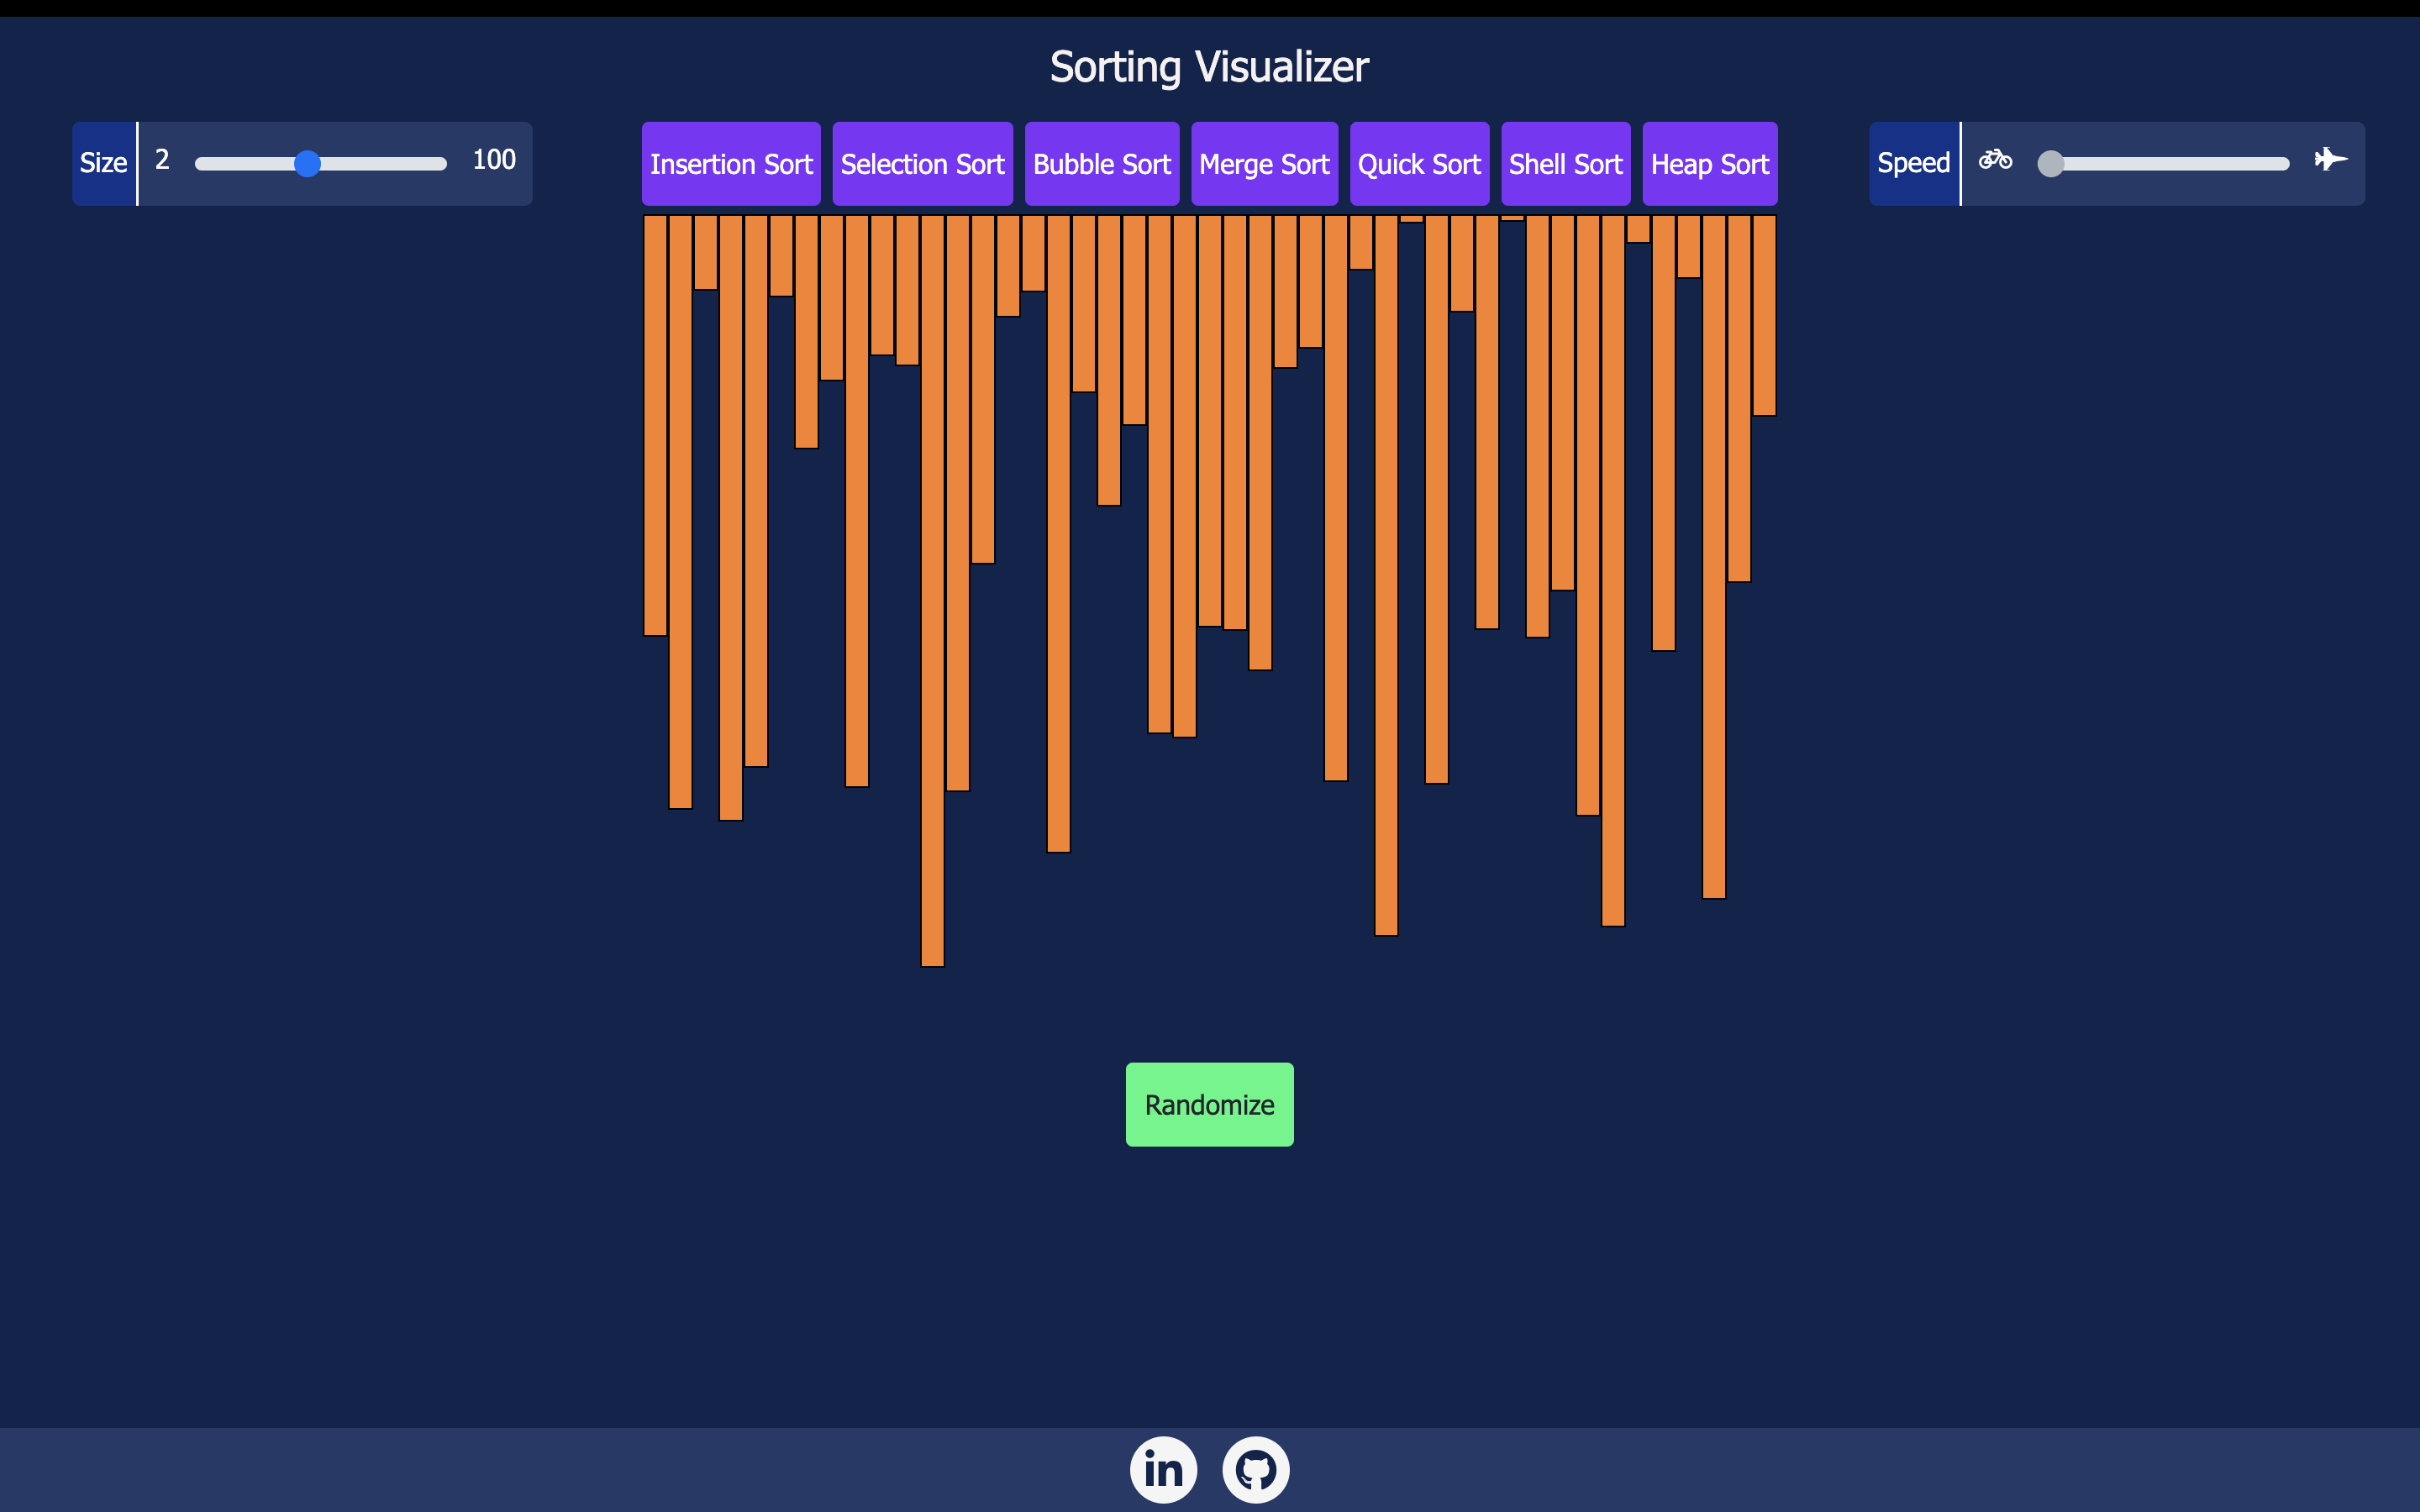 Sorting Visualizer
Size 2 100
Insertion Sort Selection Sort Bubble Sort Merge Sort Quick Sort Shell Sort Heap Sort
Speed
Randomize
in